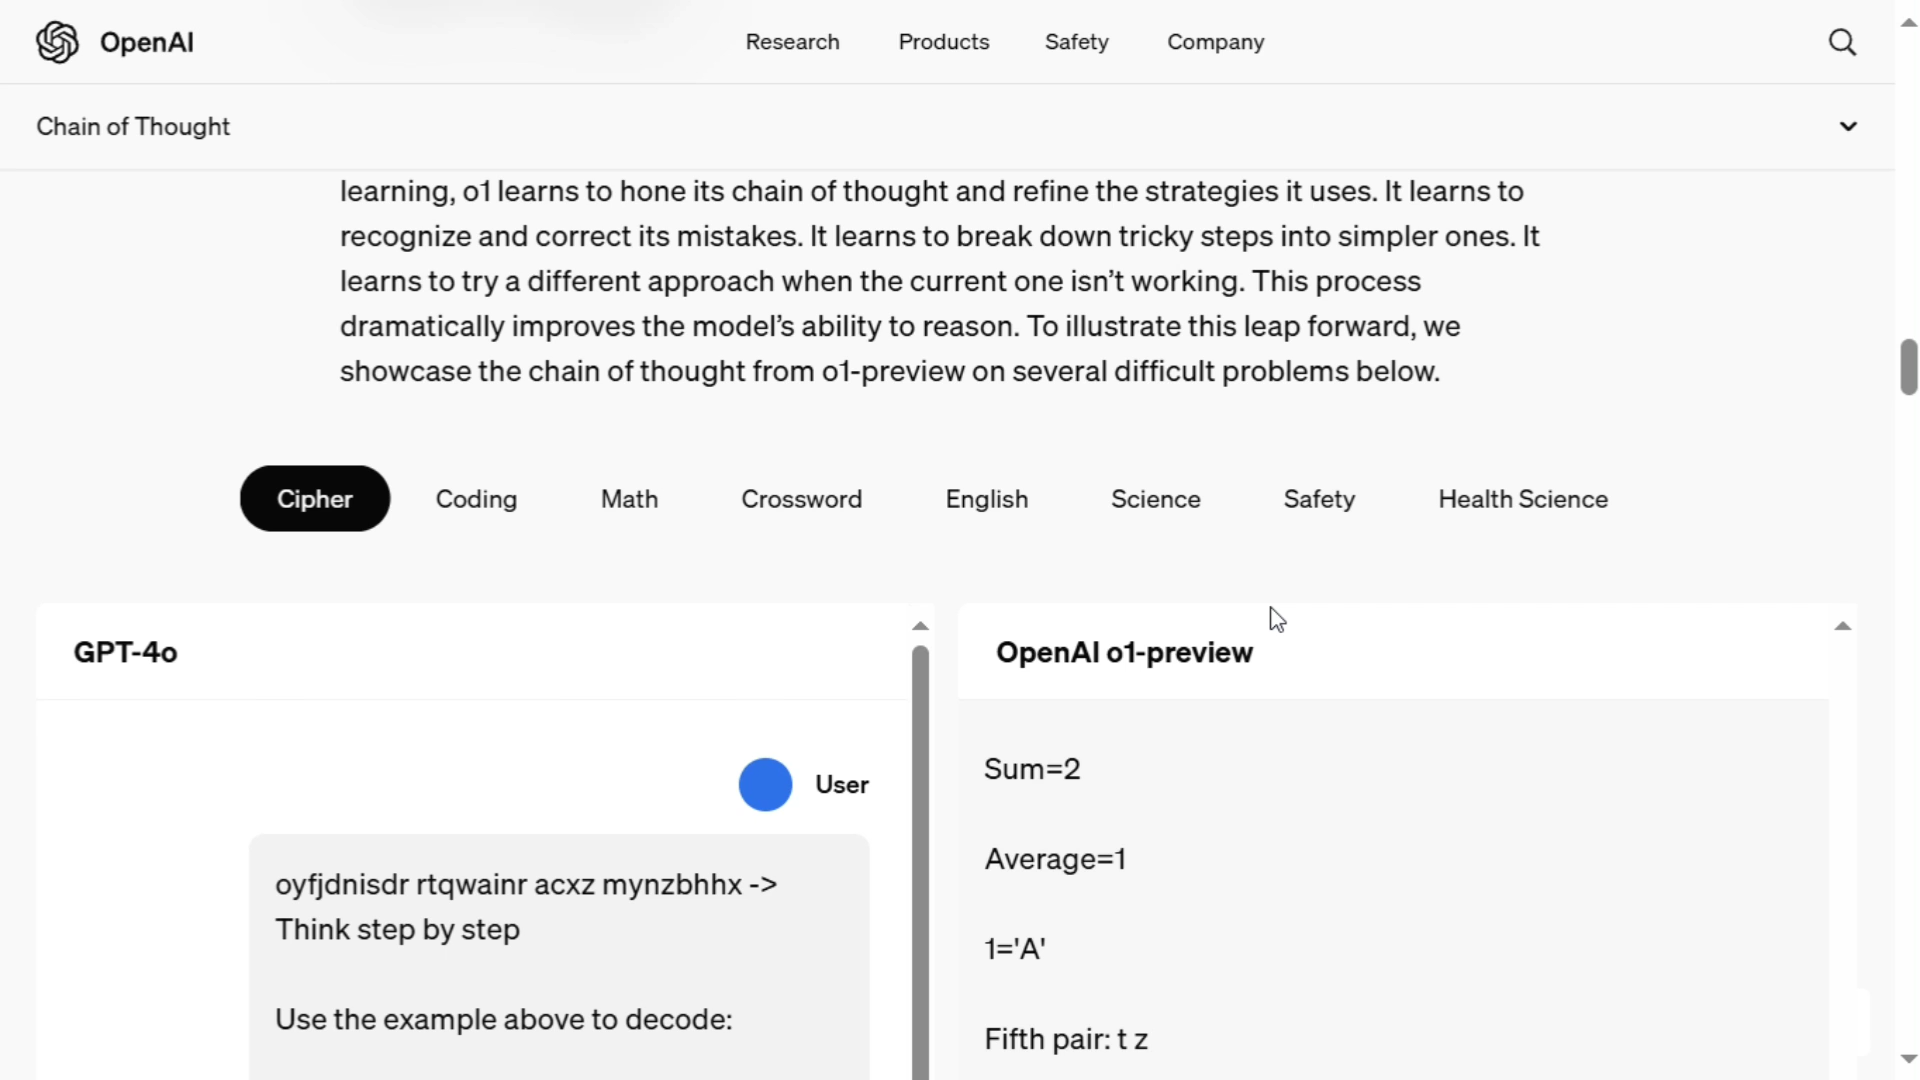 OpenAI
Research
Products
Safety
Company
Chain of Thought
learning, o1 learns to hone its chain of thought and refine the strategies it uses. It learns to
recognize and correct its mistakes. It learns to break down tricky steps into simpler ones. It
learns to try a different approach when the current one isn’t working. This process
dramatically improves the model’s ability to reason. To illustrate this leap forward, we
showcase the chain of thought from o1-preview on several difficult problems below.
Cipher
Coding
Math
Crossword
English
Science
Safety
Health Science
GPT-4o
User
oyfjdnisdr rtqwainr acxz mynzbhhx ->
Think step by step
Use the example above to decode:
OpenAI o1-preview
Sum=2
Average=1
1='A'
Fifth pair: t z